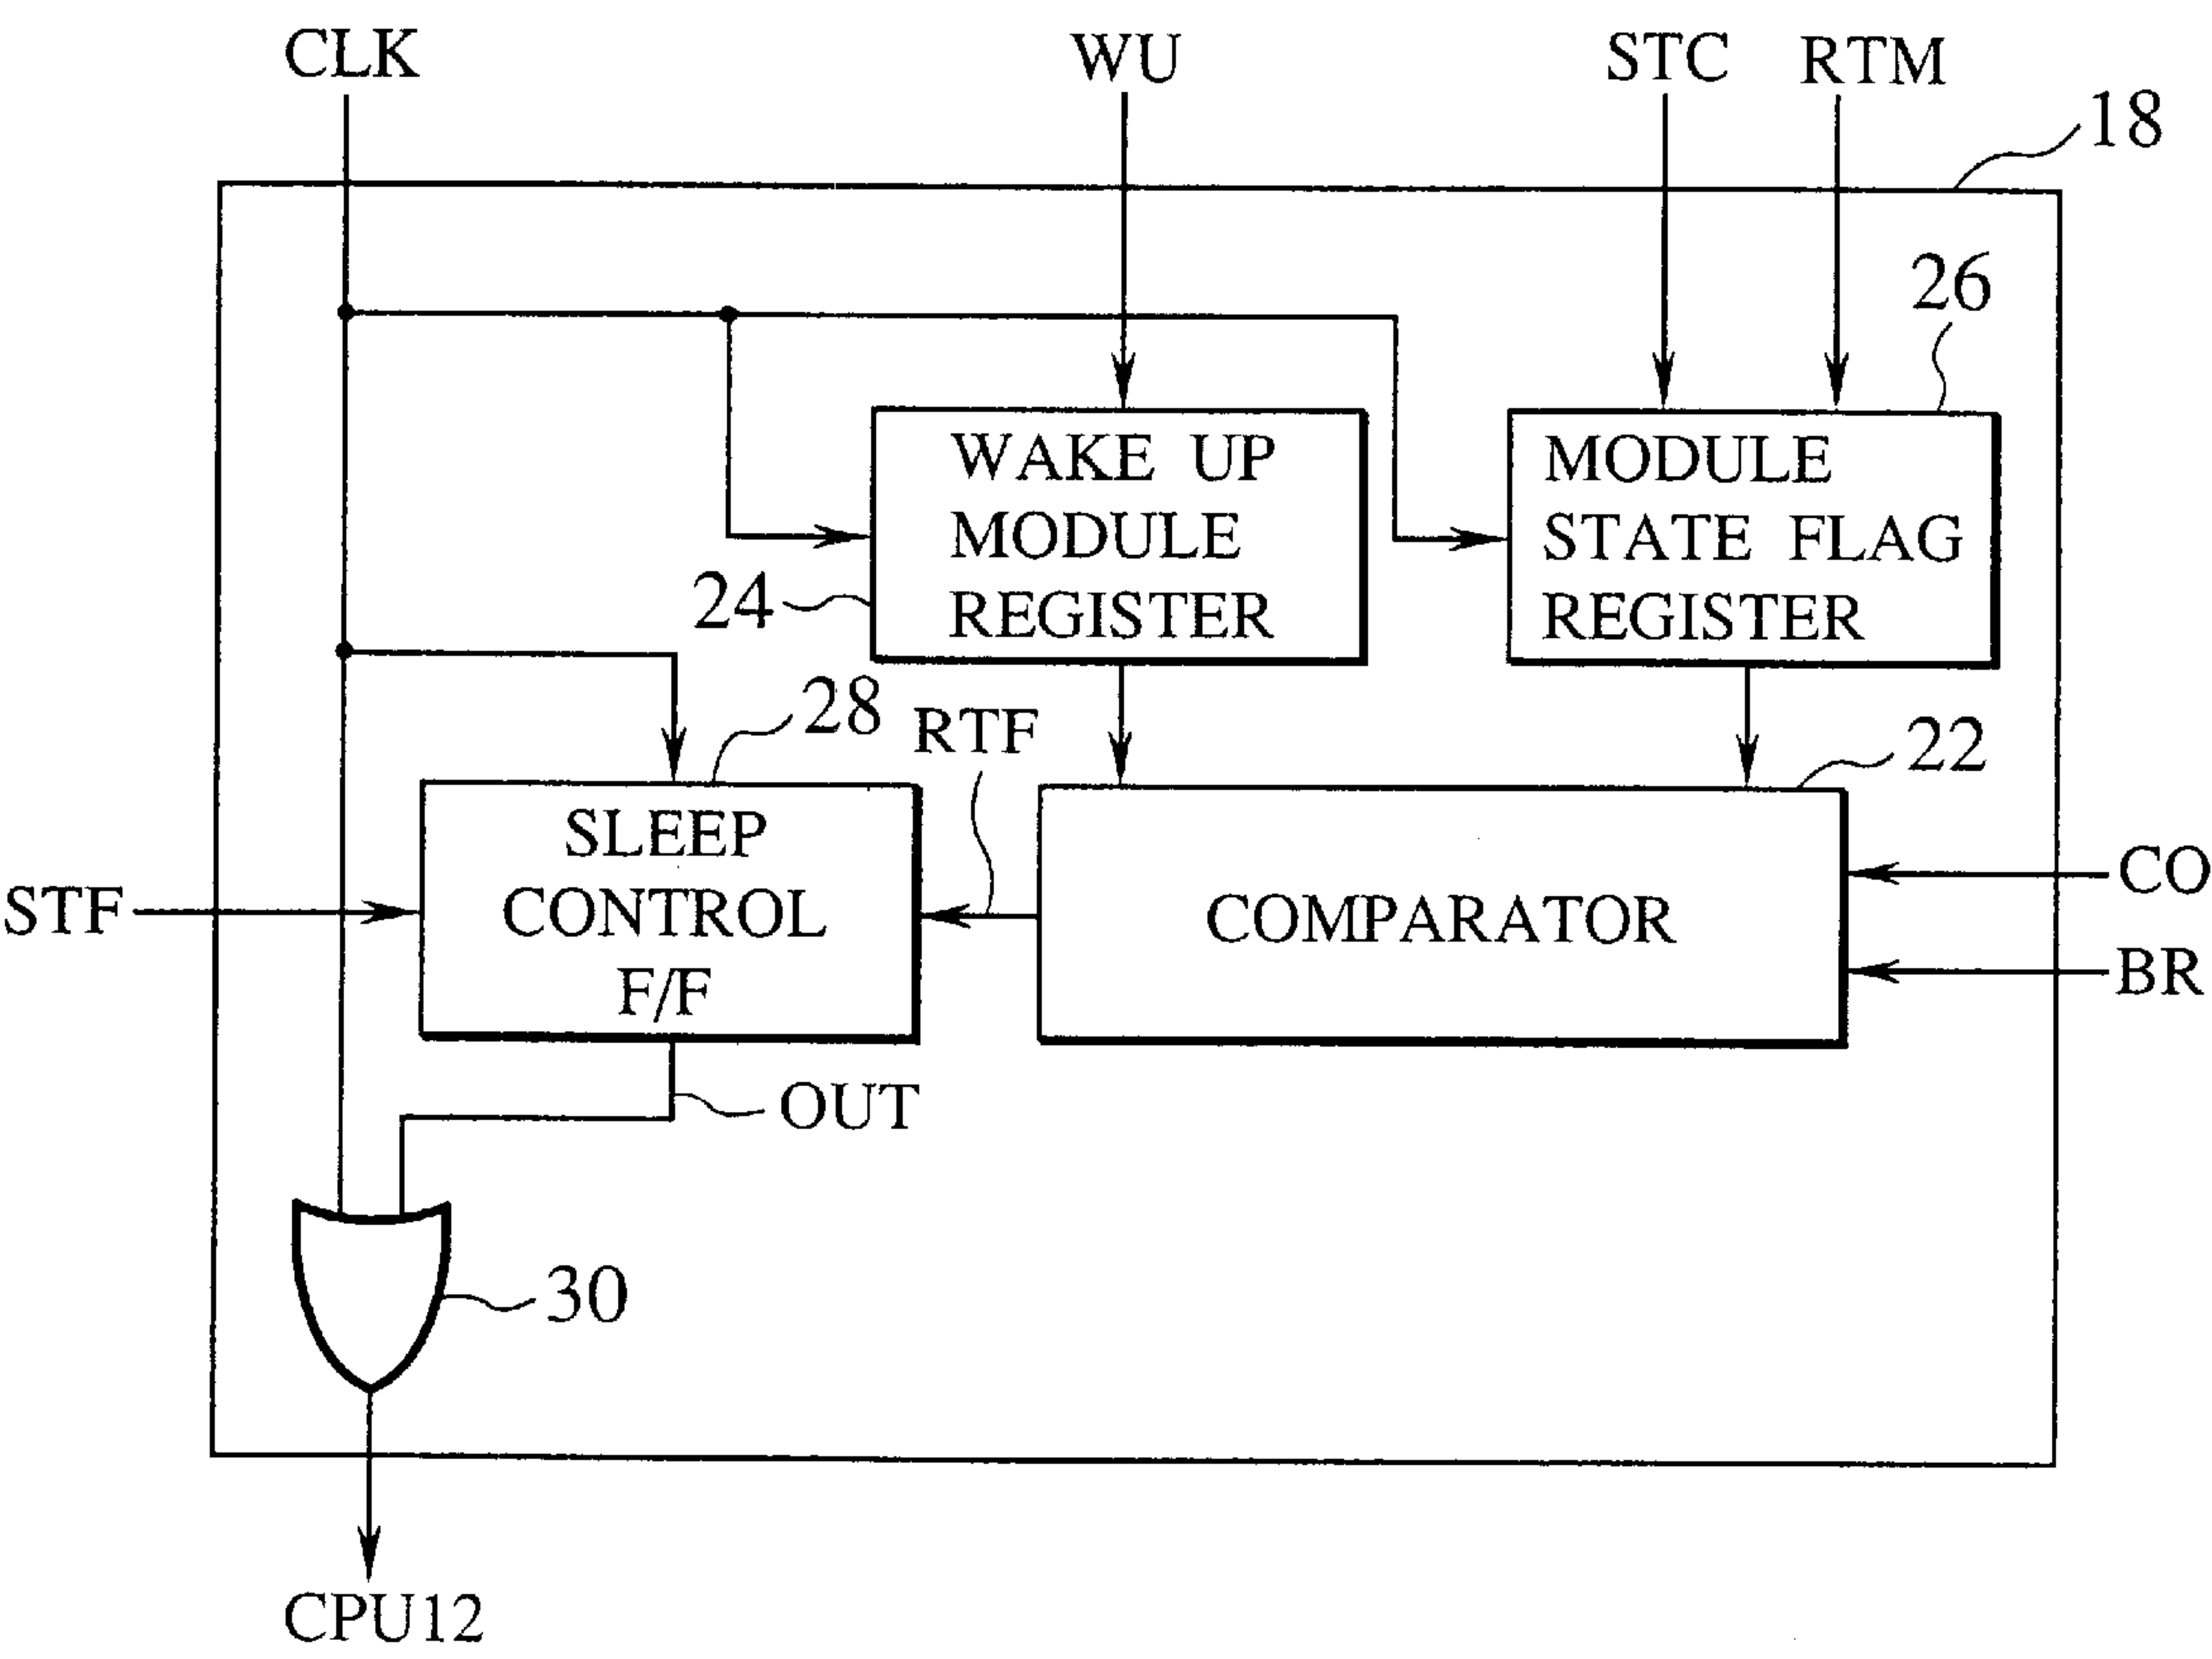 CLK
WU
STC
RTM
18
26
WAKE UP
MODULE
REGISTER
24
MODULE
STATE FLAG
REGISTER
28
RTF
22
SLEEP
CONTROL
F/F
STF
COMPARATOR
CO
BR
OUT
30
CPU12